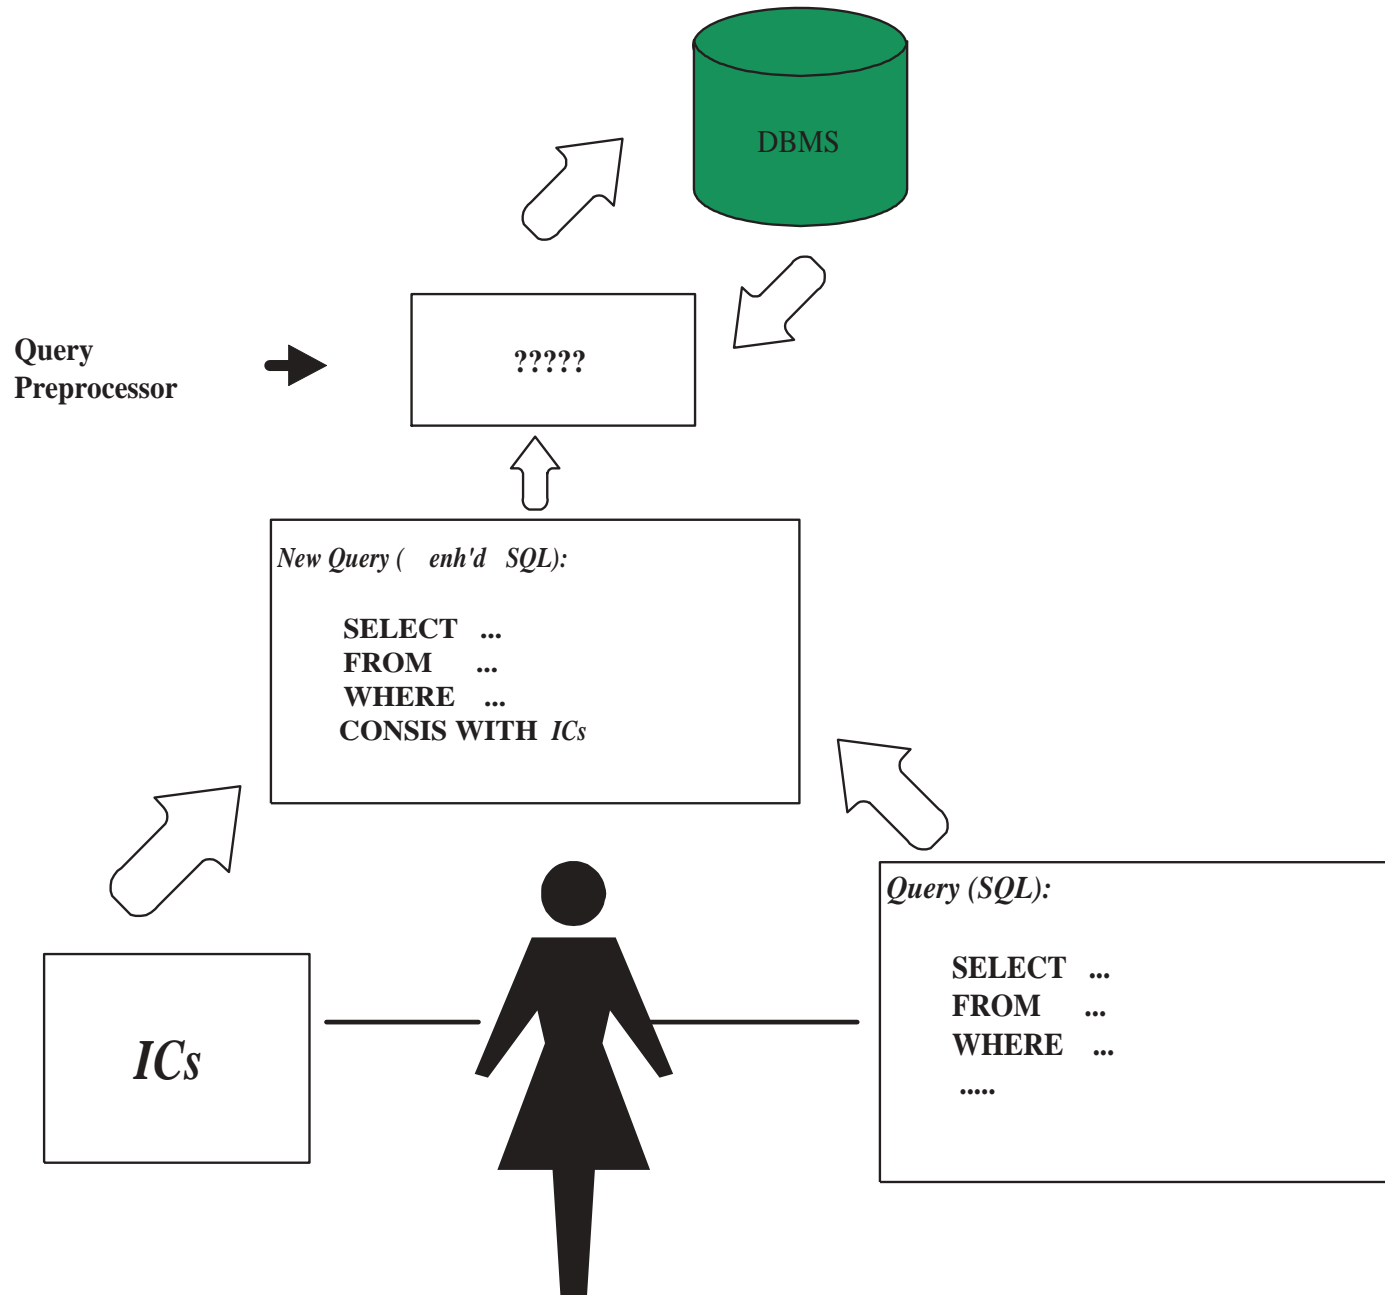 DBMS
Query
Preprocessor
?????
New Query ( enh'd SQL):
SELECT ...
FROM ...
WHERE ...
CONSIS WITH ICs
Query (SQL):
SELECT ...
FROM ...
WHERE ...
.....
ICs